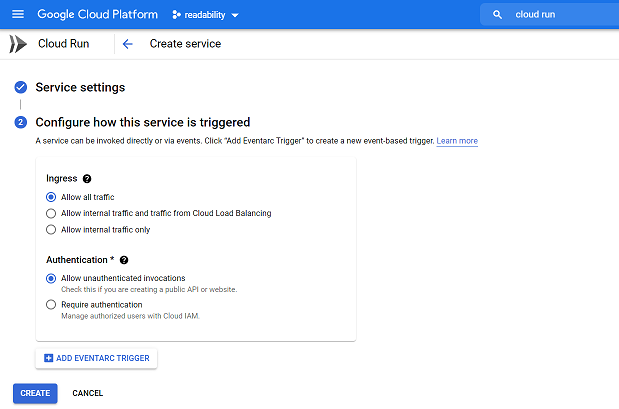 Google Cloud Platform readability cloud run
Cloud Run Create service
Service settings
2 Configure how this service is triggered
A service can be invoked directly or via events. Click "Add Eventarc Trigger" to create a new event-based trigger. Learn more
Ingress ?
Allow all traffic
Allow internal traffic and traffic from Cloud Load Balancing
Allow internal traffic only
Authentication * ?
Allow unauthenticated invocations
Check this if you are creating a public API or website.
Require authentication
Manage authorized users with Cloud IAM.
ADD EVENTARC TRIGGER
CREATE CANCEL